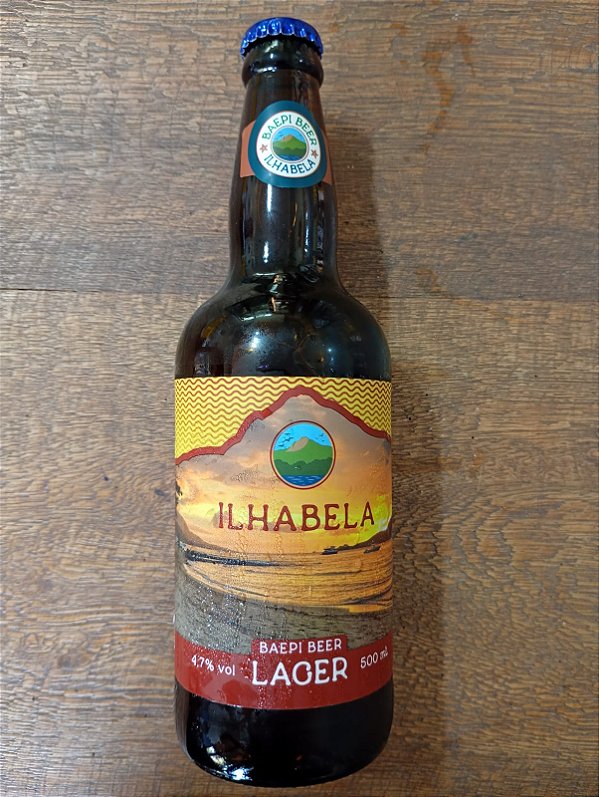 BAEPI BEER
ILHABELA
ILHABELA
BAEPI BEER
4,7% vol LAGER 500 mL